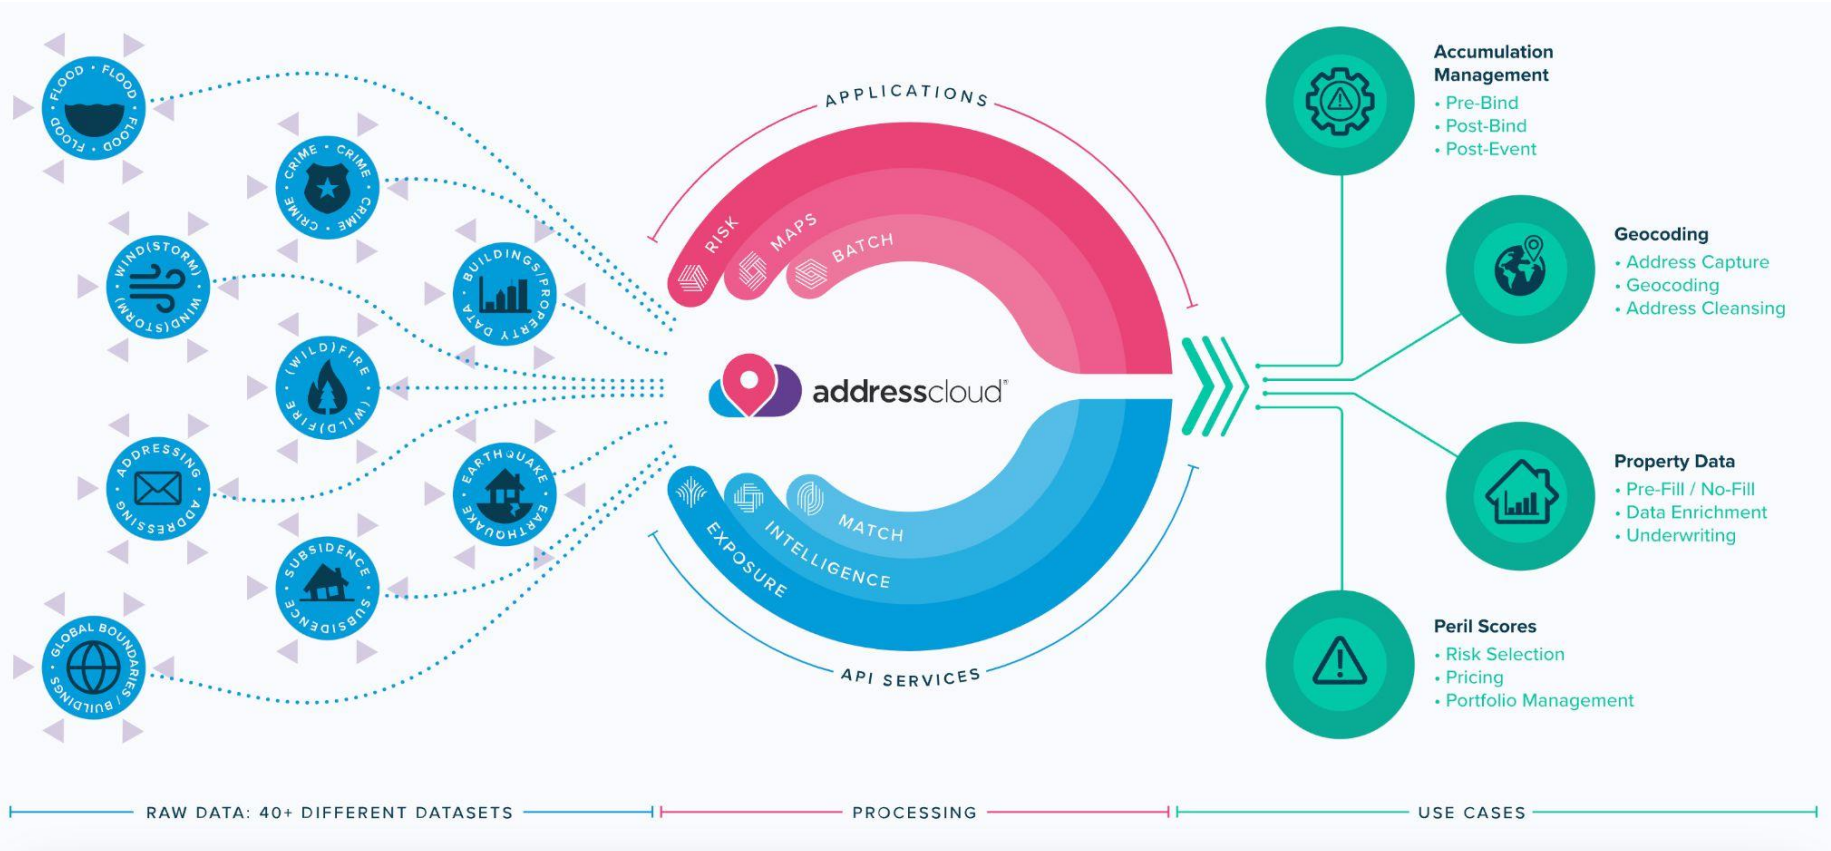 FLOOD • FLOOD • FLOOD • FLOOD •
CRIME • CRIME • CRIME • CRIME •
WIND(STORM) • WIND(STORM) •
BUILDINGS/PROPERTY DATA •
(WILD)FIRE • (WILD)FIRE •
ADDRESSING • ADDRESSING •
EARTHQUAKE • EARTHQUAKE •
SUBSIDENCE • SUBSIDENCE •
GLOBAL BOUNDARIES / BUILDINGS •
APPLICATIONS
RISK
MAPS
BATCH
addresscloud®
MATCH
INTELLIGENCE
EXPOSURE
API SERVICES
Accumulation
Management
• Pre-Bind
• Post-Bind
• Post-Event
Geocoding
• Address Capture
• Geocoding
• Address Cleansing
Property Data
• Pre-Fill / No-Fill
• Data Enrichment
• Underwriting
Peril Scores
• Risk Selection
• Pricing
• Portfolio Management
RAW DATA: 40+ DIFFERENT DATASETS
PROCESSING
USE CASES